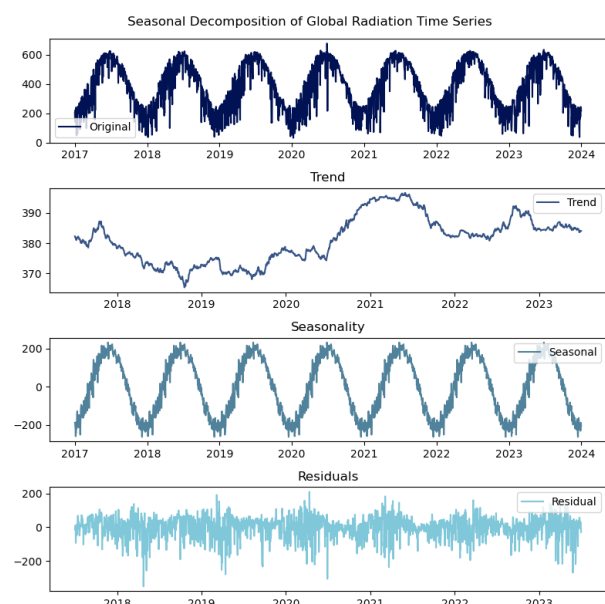 Seasonal Decomposition of Global Radiation Time Series
600
400
200
0
Original
2017 2018 2019 2020 2021 2022 2023 2024
Trend
390
380
370
Trend
2018 2019 2020 2021 2022 2023
Seasonality
200
0
−200
Seasonal
2017 2018 2019 2020 2021 2022 2023 2024
Residuals
200
0
−200
Residual
2018 2019 2020 2021 2022 2023